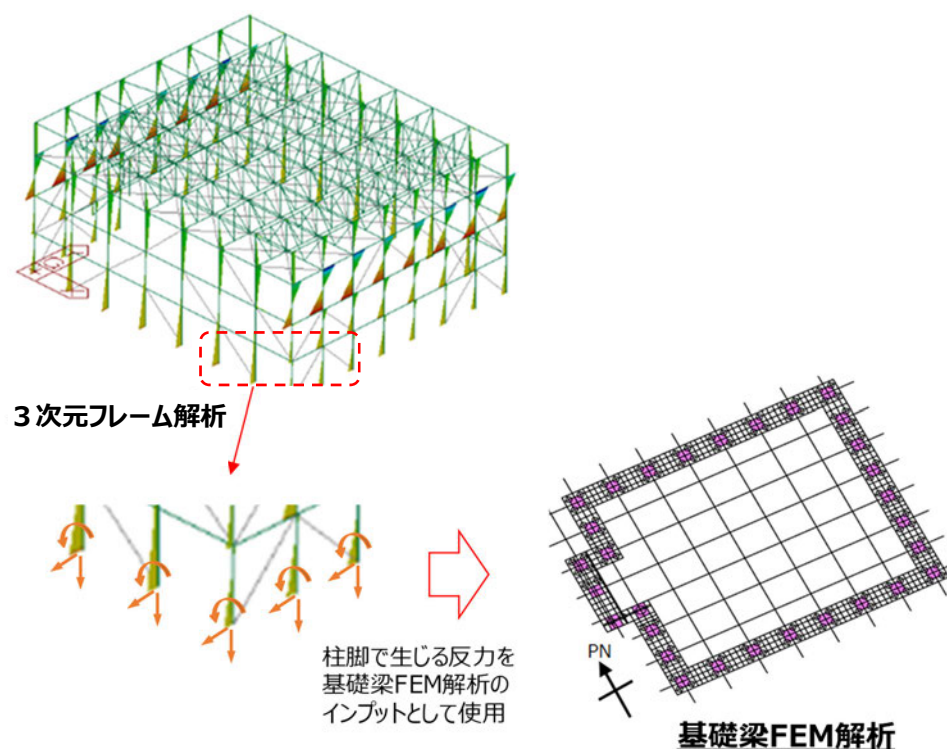 ３次元フレーム解析
柱脚で生じる反力を
基礎梁FEM解析の
インプットとして使用
PN
基礎梁FEM解析